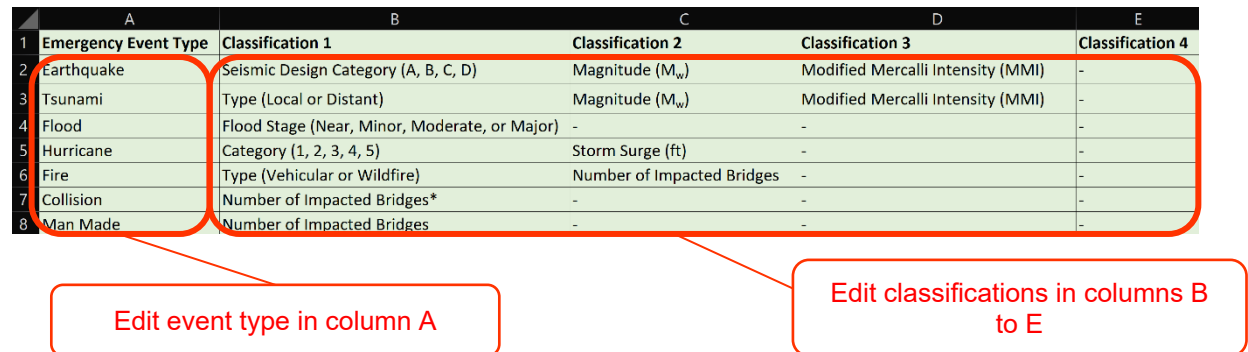 A B C D E
1 Emergency Event Type Classification 1 Classification 2 Classification 3 Classification 4
2 Earthquake Seismic Design Category (A, B, C, D) Magnitude (Mw) Modified Mercalli Intensity (MMI) -
3 Tsunami Type (Local or Distant) Magnitude (Mw) Modified Mercalli Intensity (MMI) -
4 Flood Flood Stage (Near, Minor, Moderate, or Major) - - -
5 Hurricane Category (1, 2, 3, 4, 5) Storm Surge (ft) - -
6 Fire Type (Vehicular or Wildfire) Number of Impacted Bridges - -
7 Collision Number of Impacted Bridges* - - -
8 Man Made Number of Impacted Bridges - - -
Edit event type in column A
Edit classifications in columns B
to E